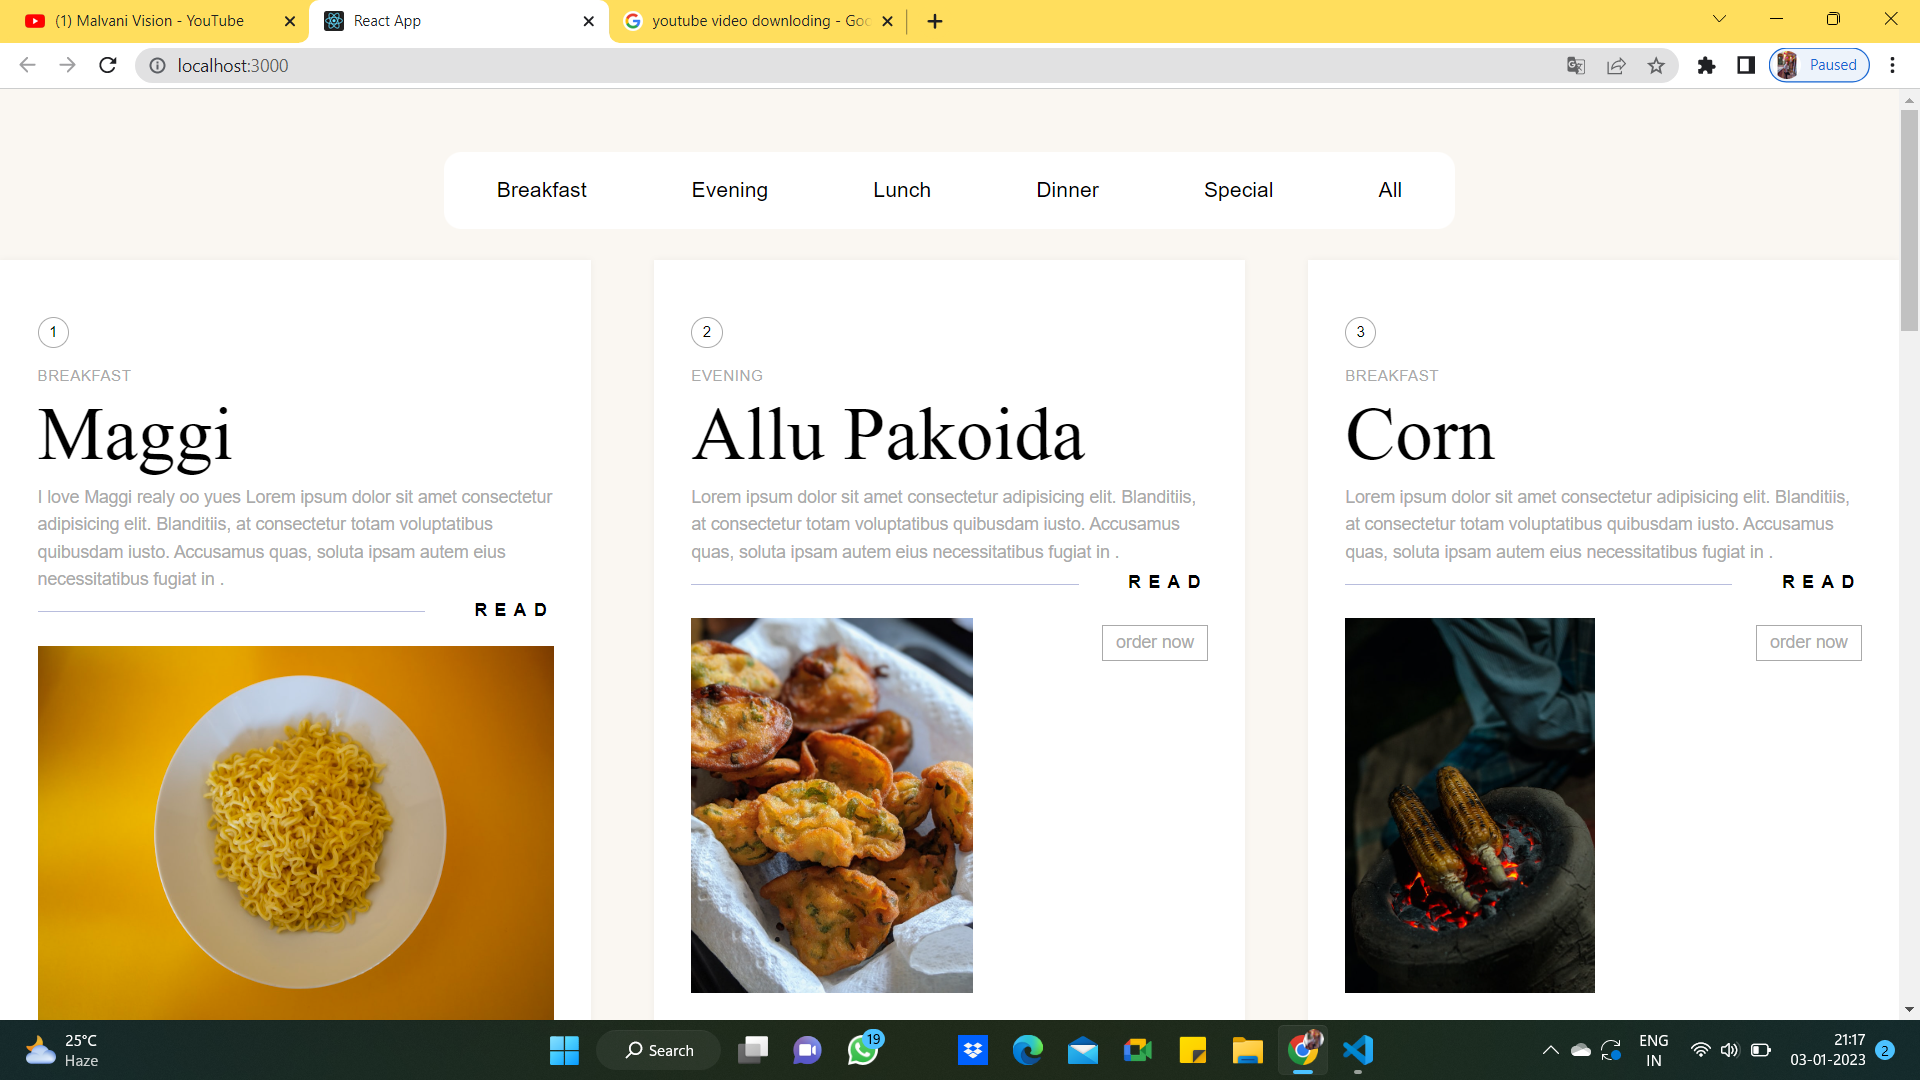 (1) Malvani Vision - YouTube
React App
youtube video downloding - Goo
localhost:3000
Paused
Breakfast
Evening
Lunch
Dinner
Special
All
1
BREAKFAST
Maggi
I love Maggi realy oo yues Lorem ipsum dolor sit amet consectetur
adipisicing elit. Blanditiis, at consectetur totam voluptatibus
quibusdam iusto. Accusamus quas, soluta ipsam autem eius
necessitatibus fugiat in .
READ
2
EVENING
Allu Pakoida
Lorem ipsum dolor sit amet consectetur adipisicing elit. Blanditiis,
at consectetur totam voluptatibus quibusdam iusto. Accusamus
quas, soluta ipsam autem eius necessitatibus fugiat in .
READ
order now
3
BREAKFAST
Corn
Lorem ipsum dolor sit amet consectetur adipisicing elit. Blanditiis,
at consectetur totam voluptatibus quibusdam iusto. Accusamus
quas, soluta ipsam autem eius necessitatibus fugiat in .
READ
order now
25°C
Haze
Search
19
ENG
IN
21:17
03-01-2023
2